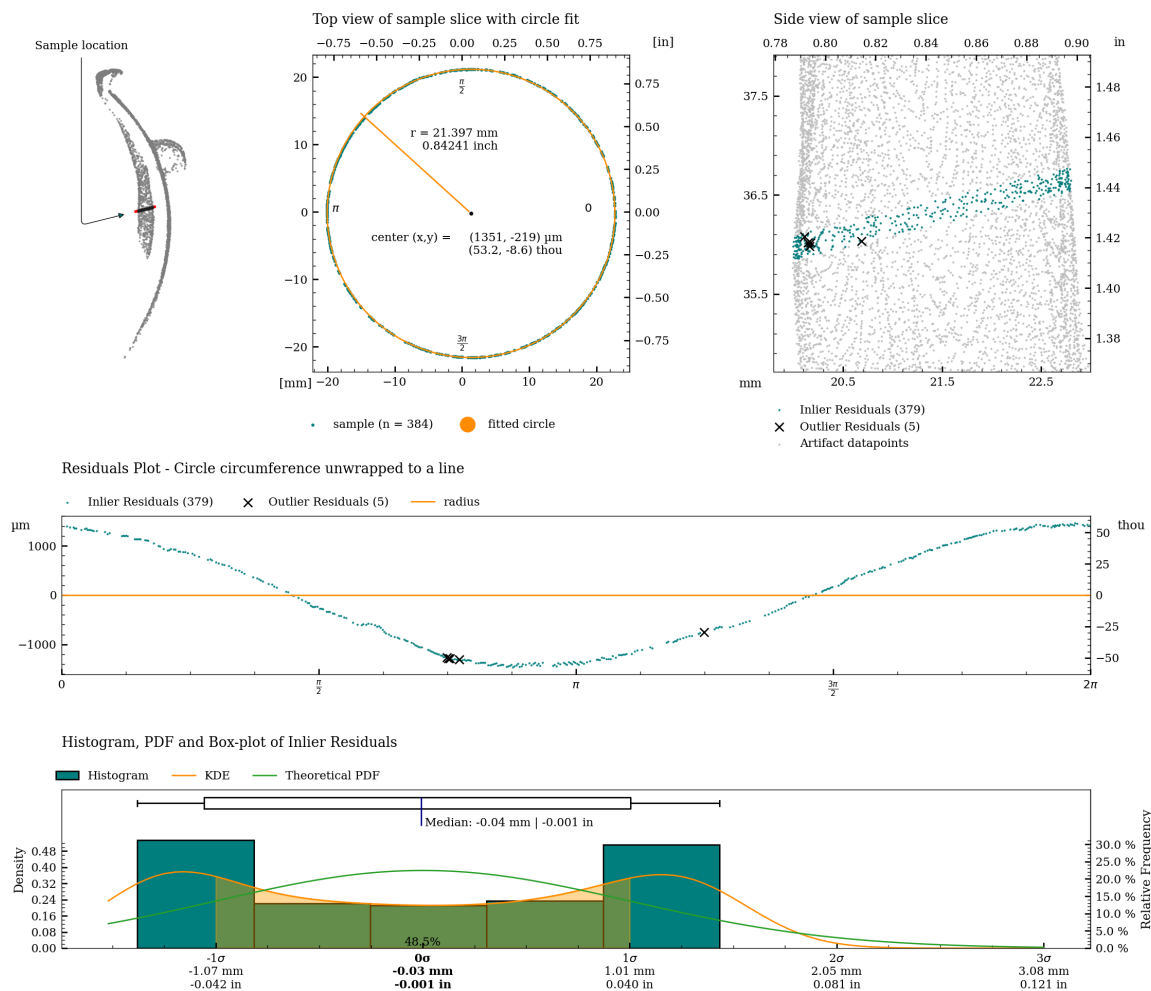 Sample location
Top view of sample slice with circle fit
−0.75 −0.50 −0.25 0.00 0.25 0.50 0.75 [in]
20
10
0
−10
−20
0.75
0.50
0.25
0.00
−0.25
−0.50
−0.75
π/2
r = 21.397 mm
0.84241 inch
π
0
center (x,y) = (1351, -219) µm
(53.2, -8.6) thou
3π/2
[mm] −20 −10 0 10 20
sample (n = 384) fitted circle
Side view of sample slice
0.78 0.80 0.82 0.84 0.86 0.88 0.90 in
37.5
36.5
35.5
1.48
1.46
1.44
1.42
1.40
1.38
mm 20.5 21.5 22.5
Inlier Residuals (379)
Outlier Residuals (5)
Artifact datapoints
Residuals Plot - Circle circumference unwrapped to a line
Inlier Residuals (379) Outlier Residuals (5) radius
µm
1000
0
−1000
thou
50
25
0
−25
−50
0 π/2 π 3π/2 2π
Histogram, PDF and Box-plot of Inlier Residuals
Histogram KDE Theoretical PDF
Median: -0.04 mm | -0.001 in
Density
0.48
0.40
0.32
0.24
0.16
0.08
0.00
48.5%
Relative Frequency
30.0 %
25.0 %
20.0 %
15.0 %
10.0 %
5.0 %
0.0 %
-1σ 0σ 1σ 2σ 3σ
-1.07 mm -0.03 mm 1.01 mm 2.05 mm 3.08 mm
-0.042 in -0.001 in 0.040 in 0.081 in 0.121 in